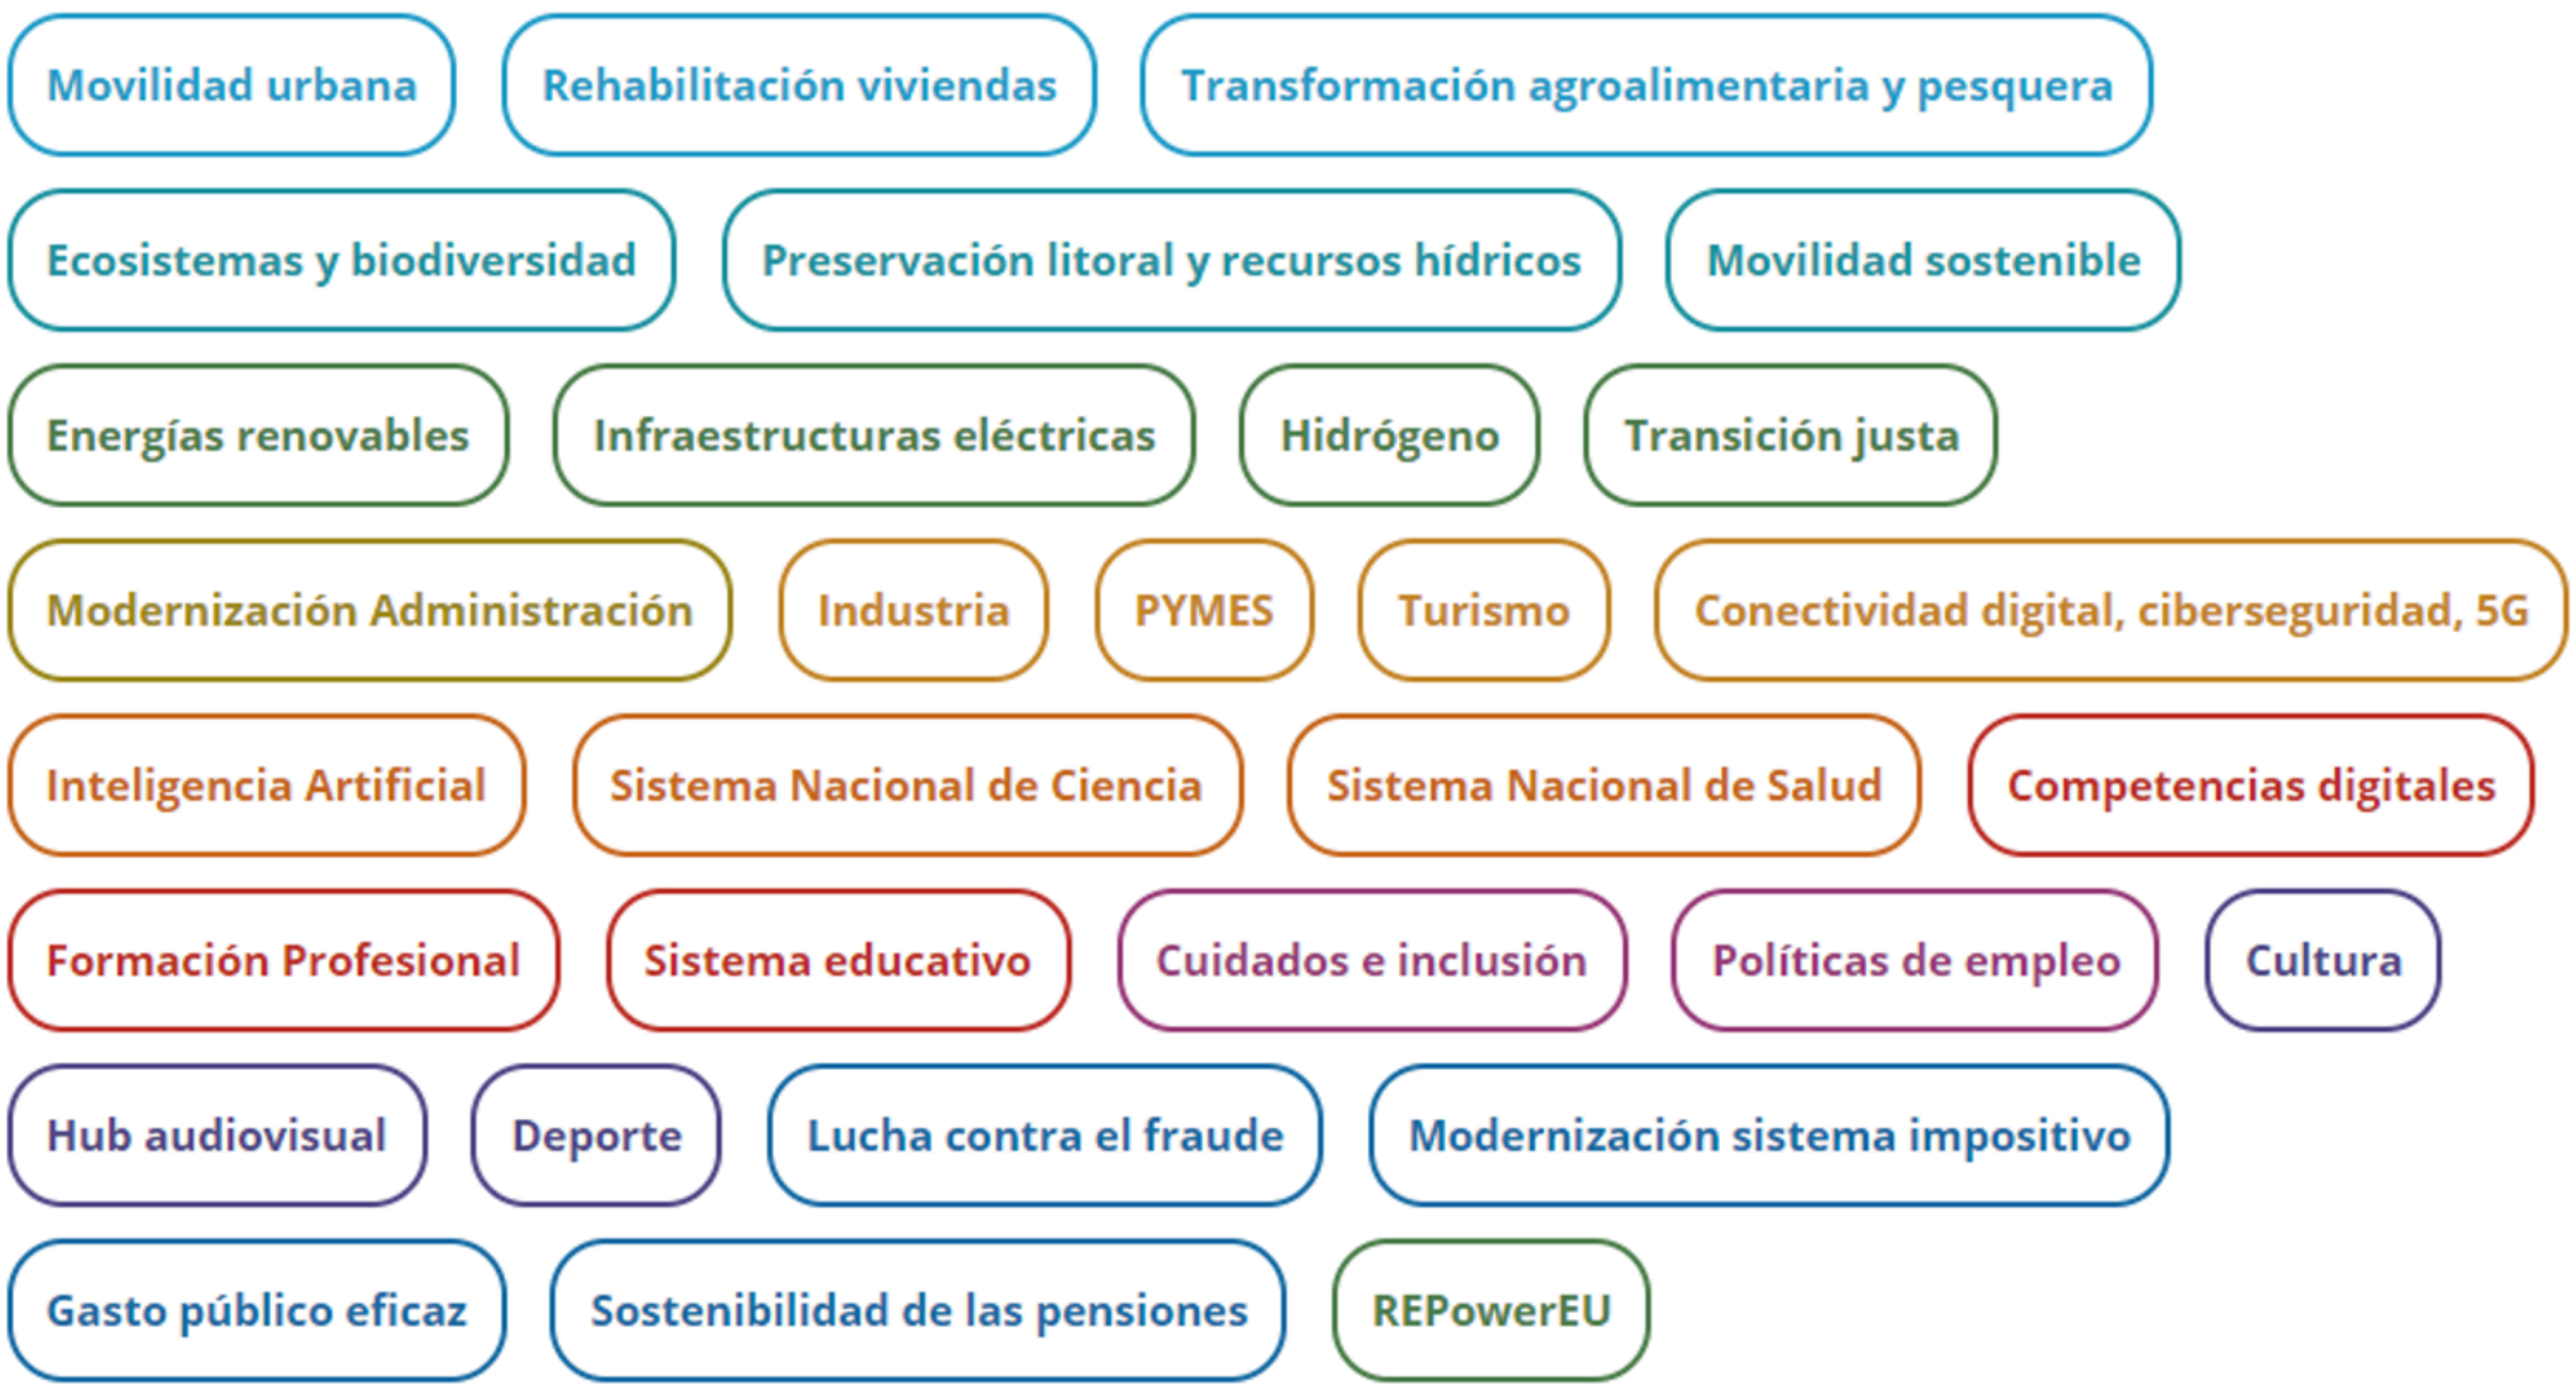 Movilidad urbana Rehabilitación viviendas Transformación agroalimentaria y pesquera
Ecosistemas y biodiversidad Preservación litoral y recursos hídricos Movilidad sostenible
Energías renovables Infraestructuras eléctricas Hidrógeno Transición justa
Modernización Administración Industria PYMES Turismo Conectividad digital, ciberseguridad, 5G
Inteligencia Artificial Sistema Nacional de Ciencia Sistema Nacional de Salud Competencias digitales
Formación Profesional Sistema educativo Cuidados e inclusión Políticas de empleo Cultura
Hub audiovisual Deporte Lucha contra el fraude Modernización sistema impositivo
Gasto público eficaz Sostenibilidad de las pensiones REPowerEU